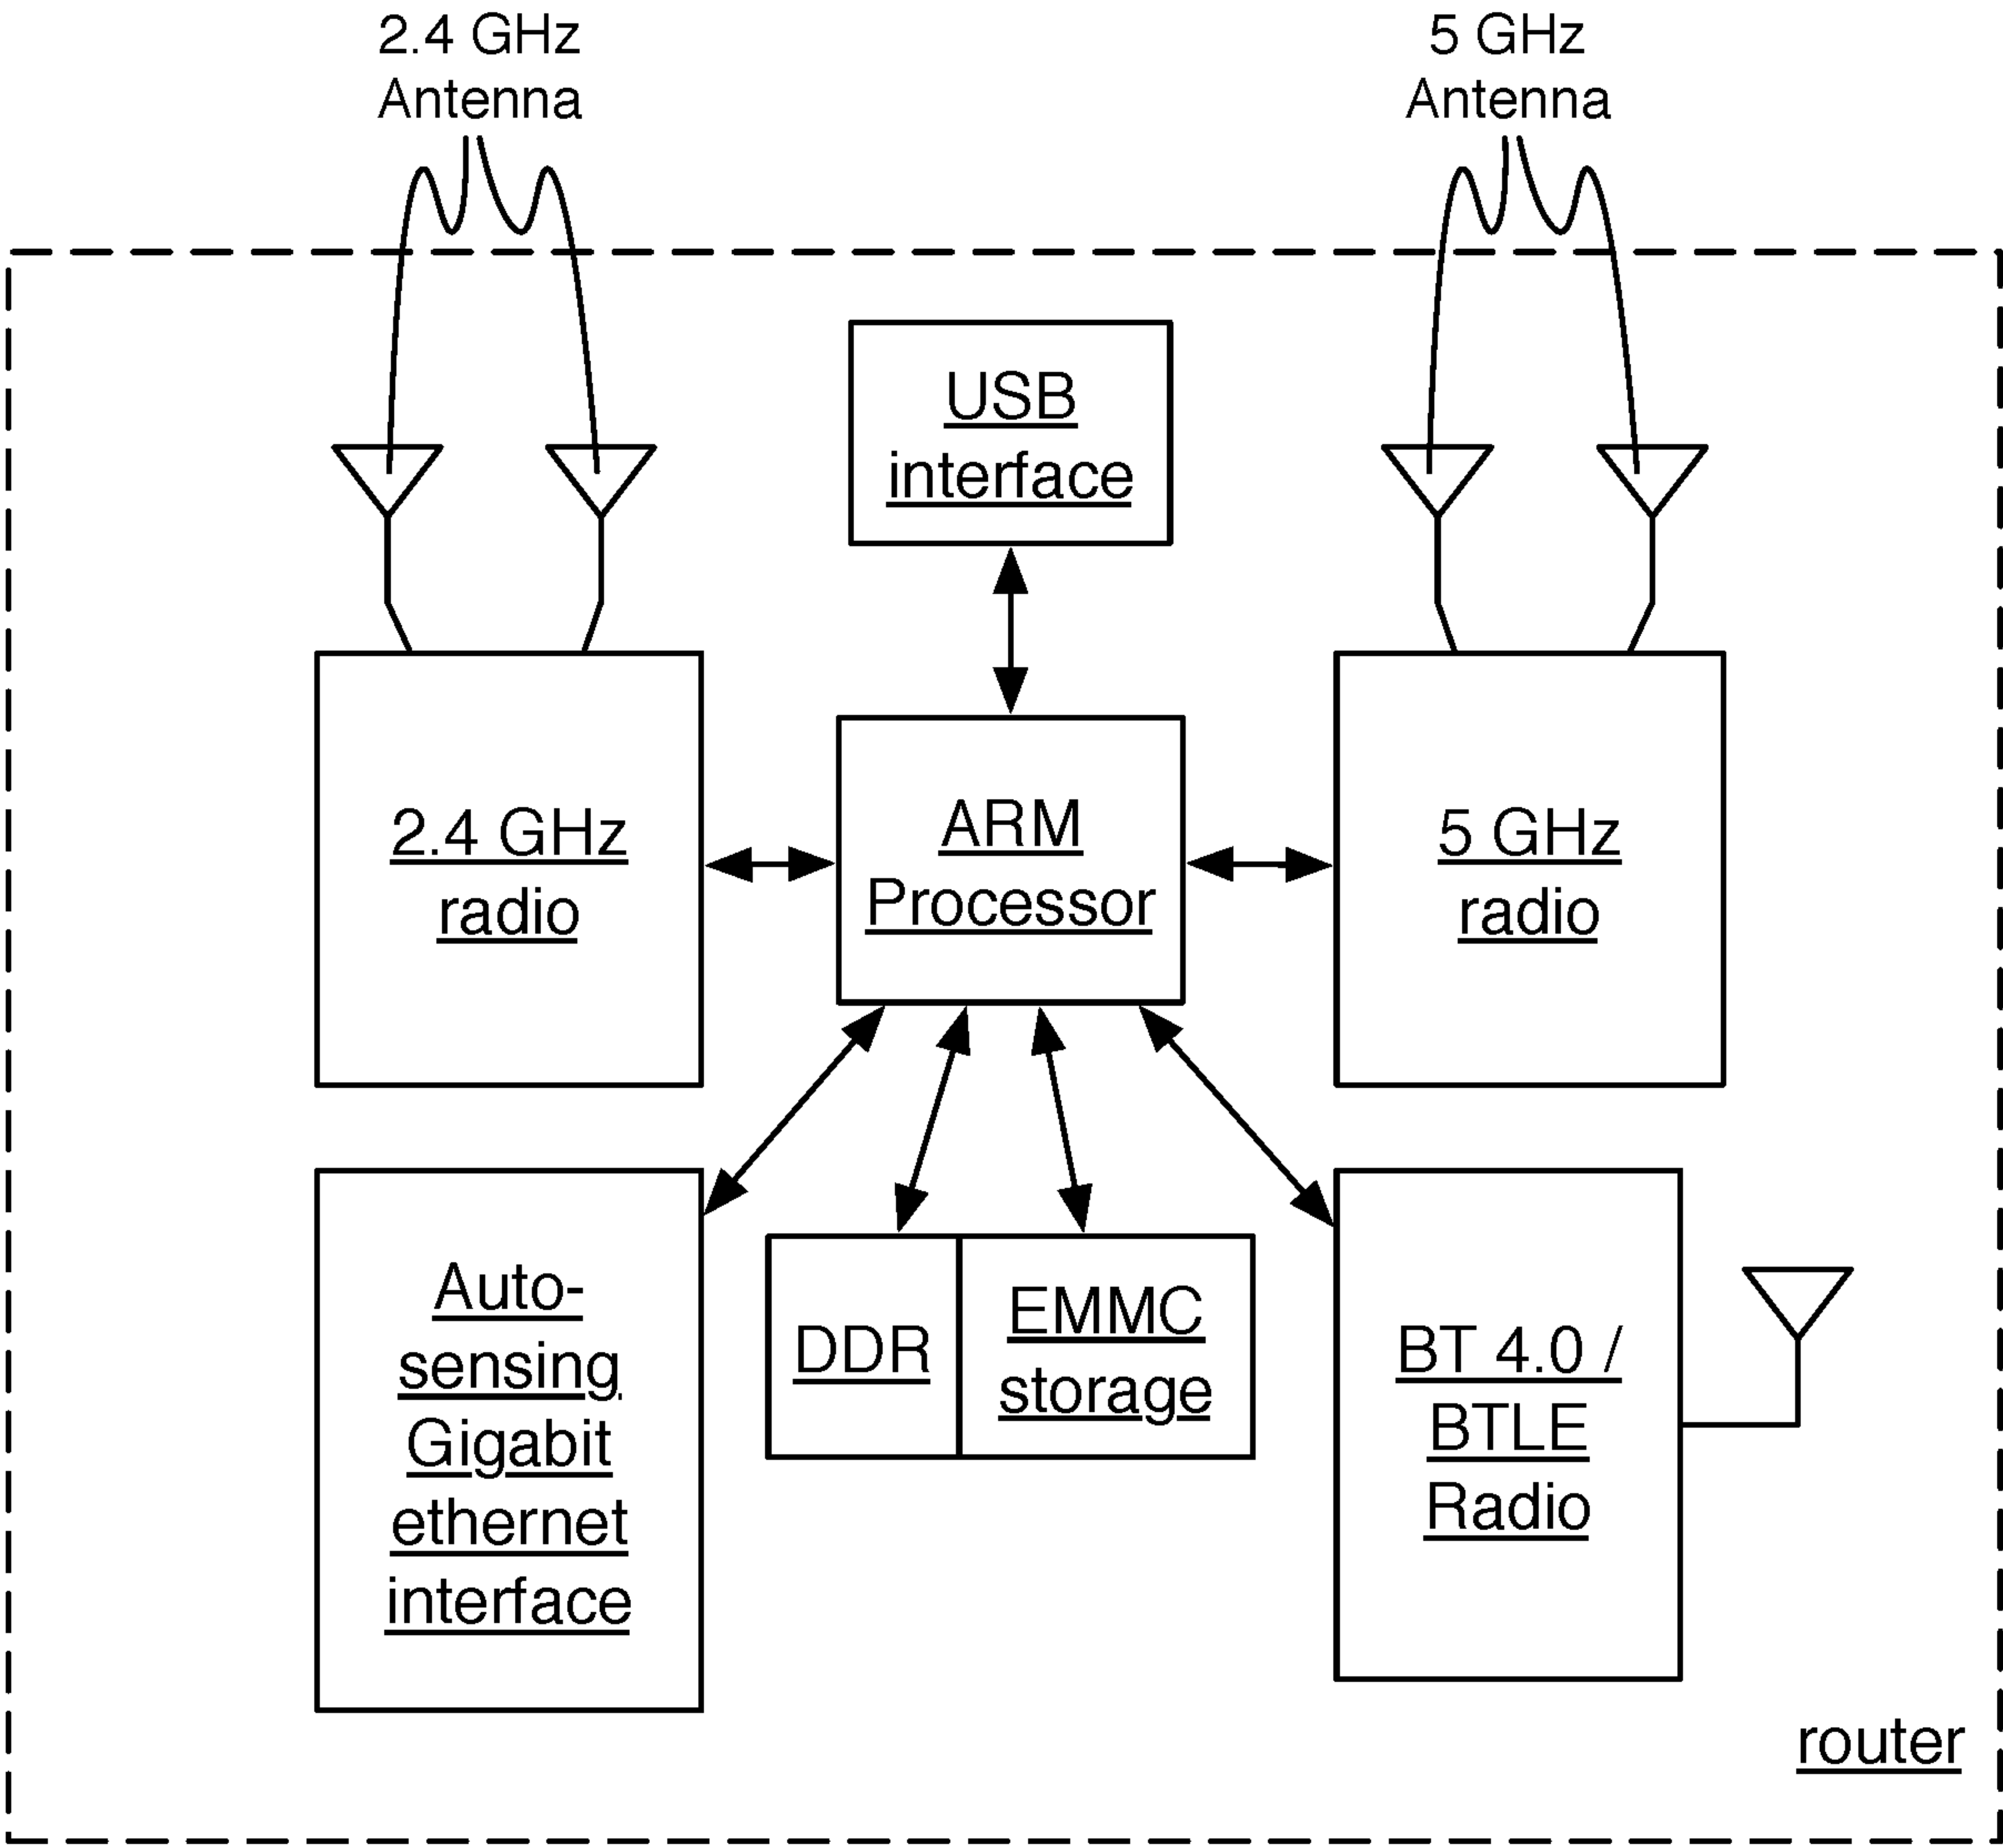 2.4 GHz
Antenna
5 GHz
Antenna
USB
interface
2.4 GHz
radio
ARM
Processor
5 GHz
radio
Auto-
sensing
Gigabit
ethernet
interface
DDR
EMMC
storage
BT 4.0 /
BTLE
Radio
router